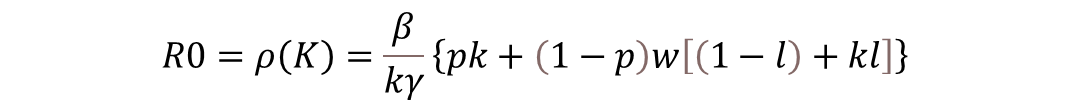 R0 = ρ(K) = β/kγ {pk + (1 − p)w[(1 − l) + kl]}